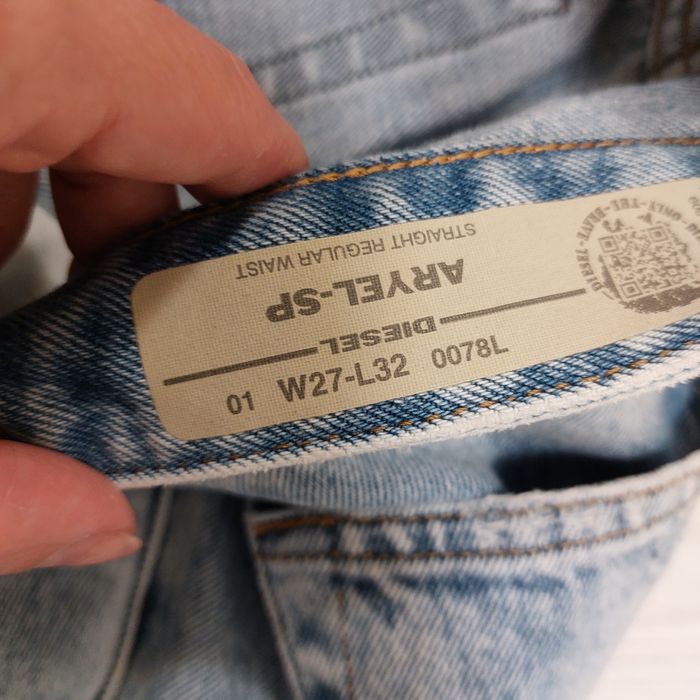 STRAIGHT REGULAR WAIST
ARYEL-SP
DIESEL
01 W27-L32 0078L